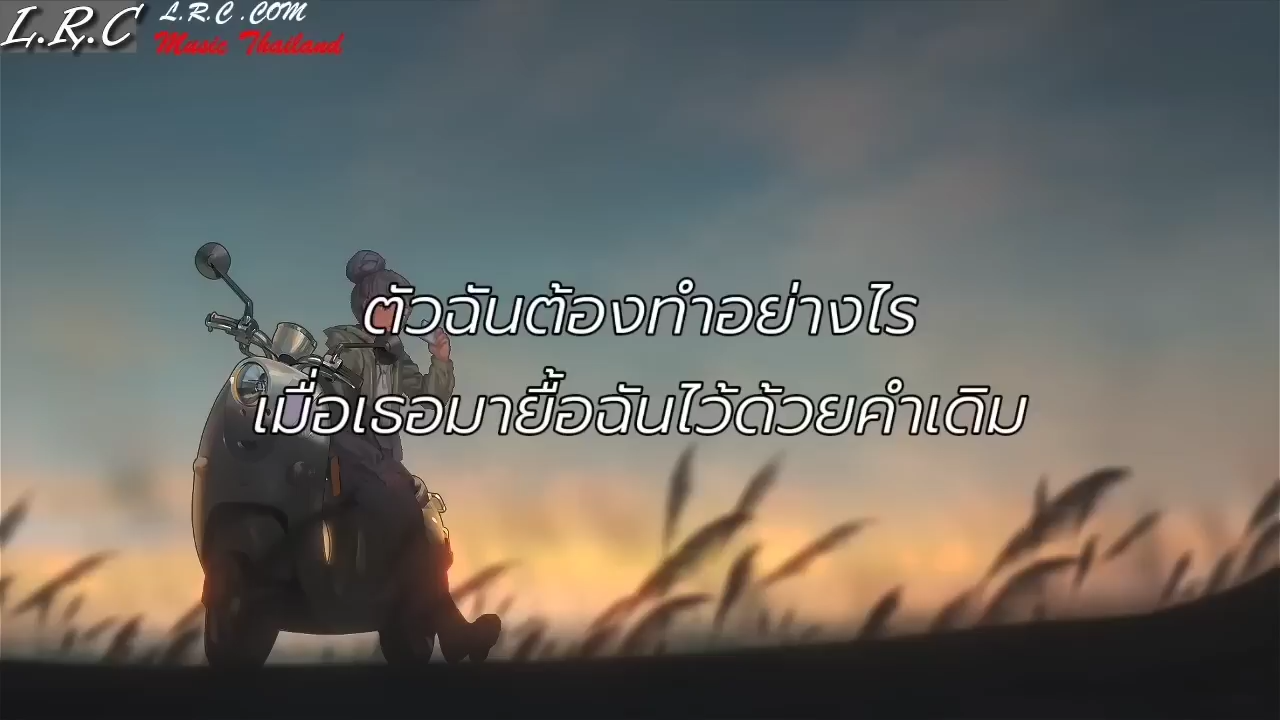 L.R.C
L.R.C .COM
Music Thailand
ตัวฉันต้องทำอย่างไร
เมื่อเธอมายื้อฉันไว้ด้วยคำเดิม